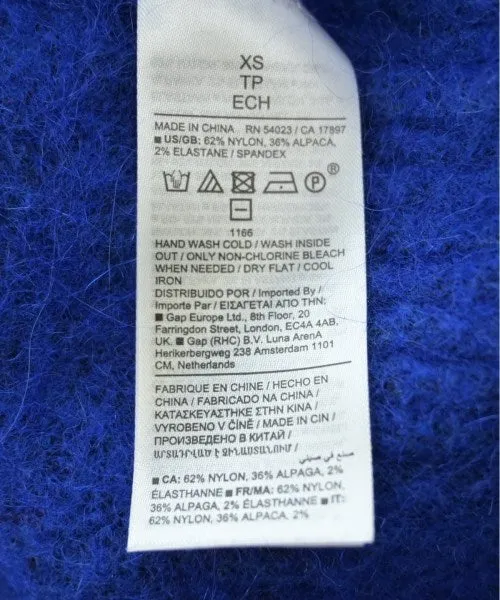 XS
TP
ECH
MADE IN CHINA RN 54023 / CA 17897
■ US/GB: 62% NYLON, 36% ALPACA,
2% ELASTANE / SPANDEX
®
1166
HAND WASH COLD / WASH INSIDE
OUT / ONLY NON-CHLORINE BLEACH
WHEN NEEDED / DRY FLAT / COOL
IRON
DISTRIBUIDO POR / Imported By /
Importe Par / ΕΙΣΑΓΕΤΑΙ ΑΠΟ ΤΗΝ:
■ Gap Europe Ltd., 8th Floor, 20
Farringdon Street, London, EC4A 4AB,
UK. ■ Gap (RHC) B.V. Luna ArenA
Herikerbergweg 238 Amsterdam 1101
CM, Netherlands
FABRIQUE EN CHINE / HECHO EN
CHINA / FABRICADO NA CHINA /
ΚΑΤΑΣΚΕΥΑΣΤΗΚΕ ΣΤΗΝ ΚΙΝΑ /
VYROBENO V ČÍNĚ / MADE IN CIN /
ПРОИЗВЕДЕНО В КИТАЙ /
ԱՐՏԱԴՐՎԱԾ Է ՉԻՆԱՍՏԱՆՈՒՄ / صنع في صيني
■ CA: 62% NYLON, 36% ALPAGA, 2%
ÉLASTHANNE ■ FR/MA: 62% NYLON,
36% ALPAGA, 2% ÉLASTHANNE ■ IT:
62% NYLON, 36% ALPACA, 2%